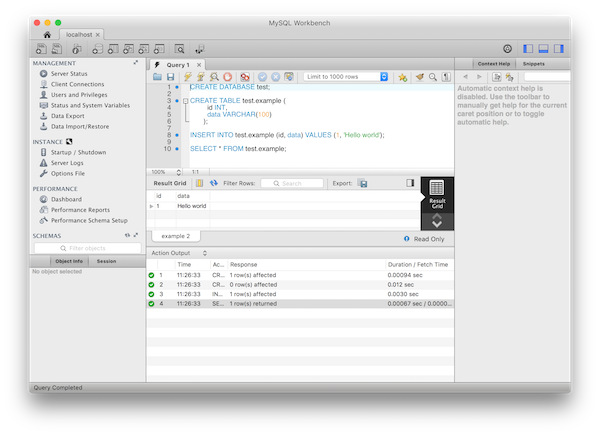 MySQL Workbench
localhost
MANAGEMENT
Server Status
Client Connections
Users and Privileges
Status and System Variables
Data Export
Data Import/Restore
INSTANCE
Startup / Shutdown
Server Logs
Options File
PERFORMANCE
Dashboard
Performance Reports
Performance Schema Setup
SCHEMAS
Filter objects
Object Info Session
No object selected
Query 1
Limit to 1000 rows
1 CREATE DATABASE test;
2
3 CREATE TABLE test.example (
4 id INT,
5 data VARCHAR(100)
6 );
7
8 INSERT INTO test.example (id, data) VALUES (1, 'Hello world');
9
10 SELECT * FROM test.example;
100% 1:1
Result Grid Filter Rows: Search Export:
id data
1 Hello world
Result
Grid
example 2
Read Only
Action Output
Time Ac... Response Duration / Fetch Time
1 11:26:33 CR... 1 row(s) affected 0.00094 sec
2 11:26:33 CR... 0 row(s) affected 0.012 sec
3 11:26:33 IN... 1 row(s) affected 0.0030 sec
4 11:26:33 SE... 1 row(s) returned 0.00067 sec / 0.0000...
Context Help Snippets
Automatic context help is
disabled. Use the toolbar to
manually get help for the current
caret position or to toggle
automatic help.
Query Completed